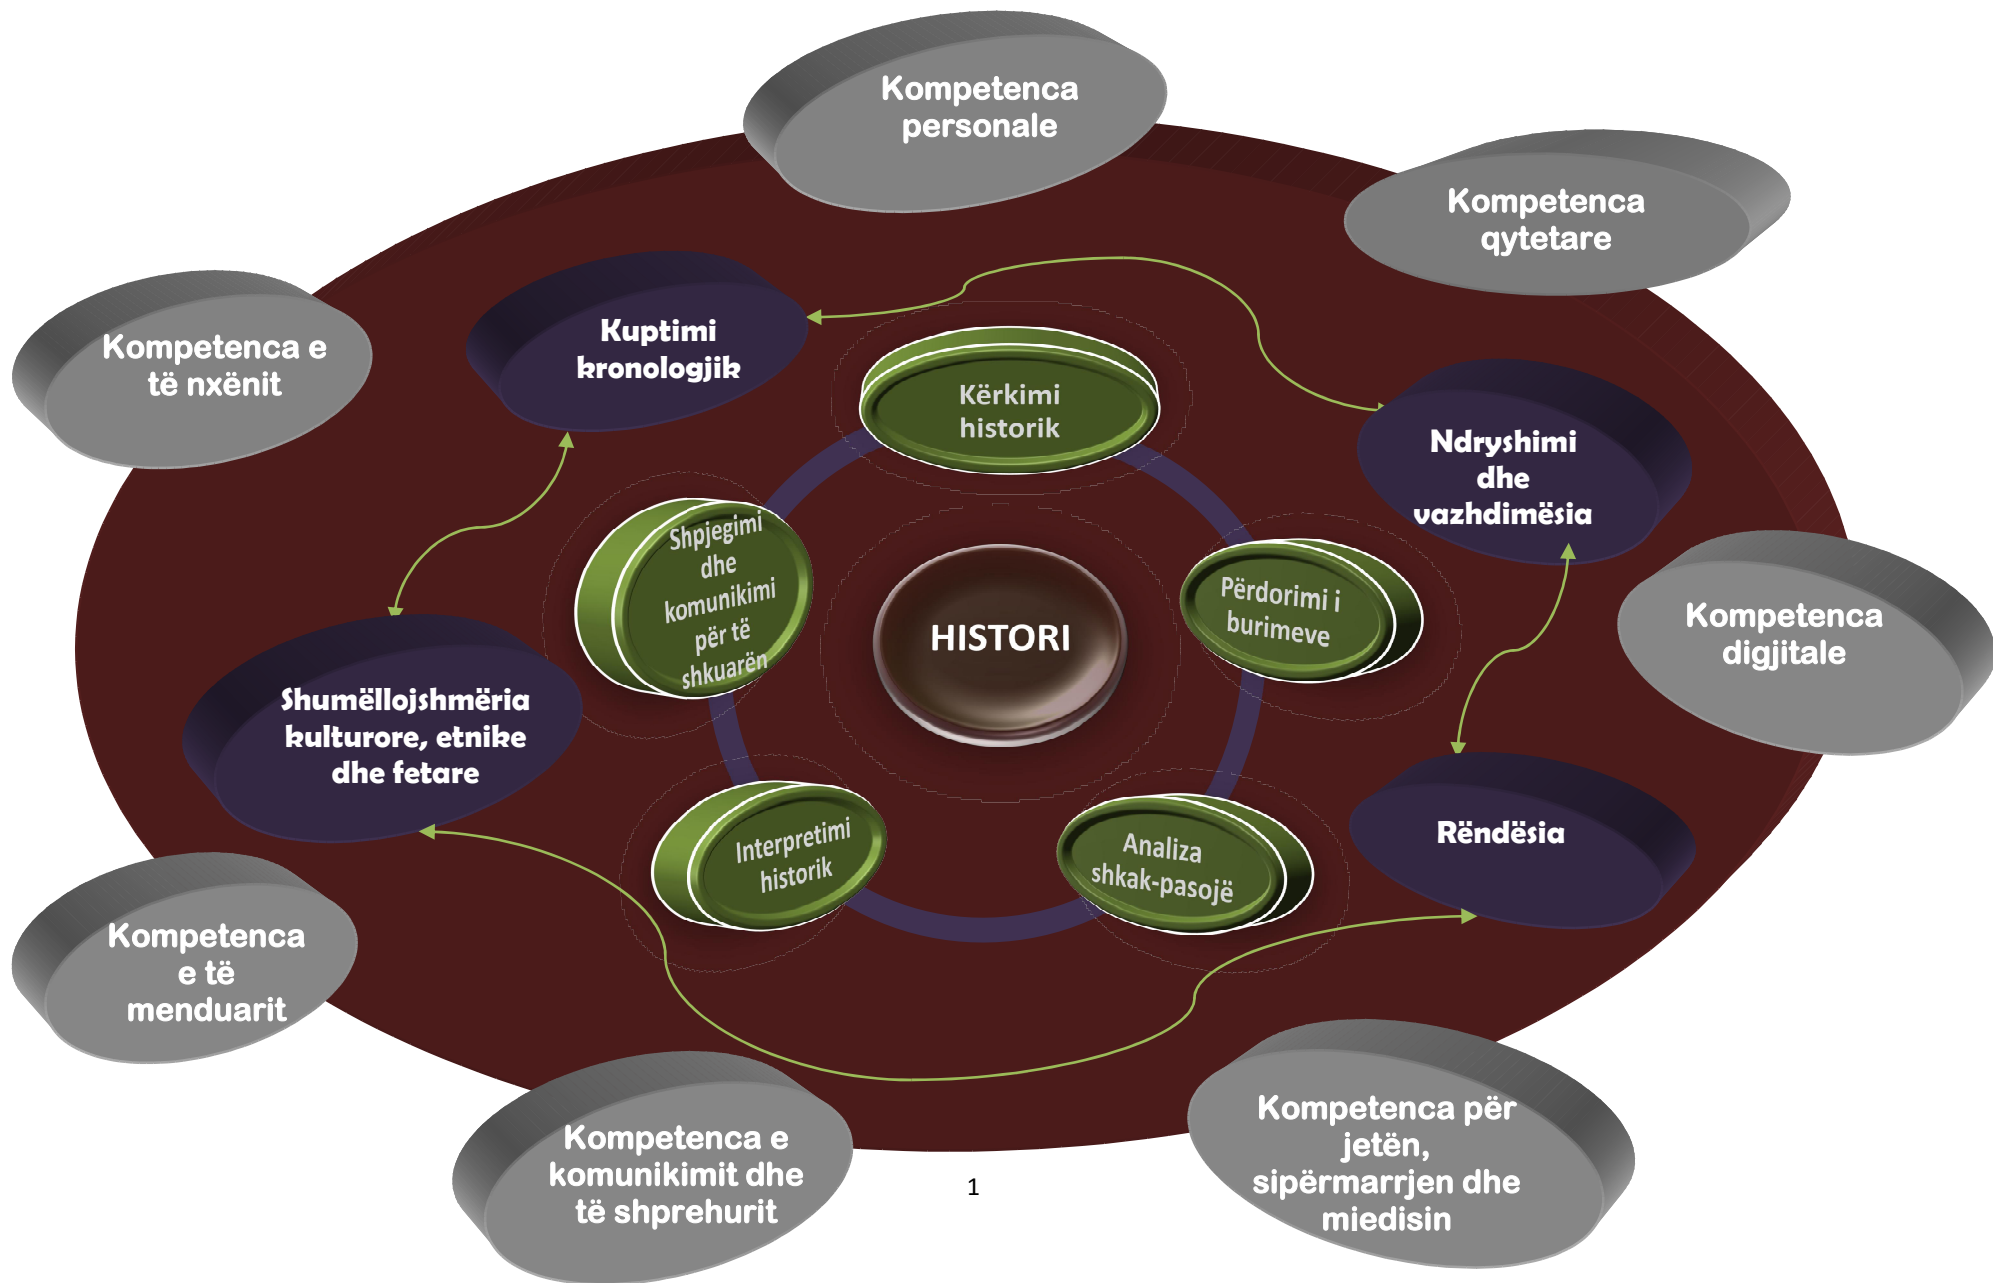 Kompetenca
personale
Kompetenca
qytetare
Kompetenca e
të nxënit
Kuptimi
kronologjik
Kërkimi
historik
Ndryshimi
dhe
vazhdimësia
Shpjegimi
dhe
komunikimi
për të
shkuarën
HISTORI
Përdorimi i
burimeve
Kompetenca
digjitale
Shumëllojshmëria
kulturore, etnike
dhe fetare
Interpretimi
historik
Analiza
shkak-pasojë
Rëndësia
Kompetenca
e të
menduarit
Kompetenca e
komunikimit dhe
të shprehurit
Kompetenca për
jetën,
sipërmarrjen dhe
mjedisin
1